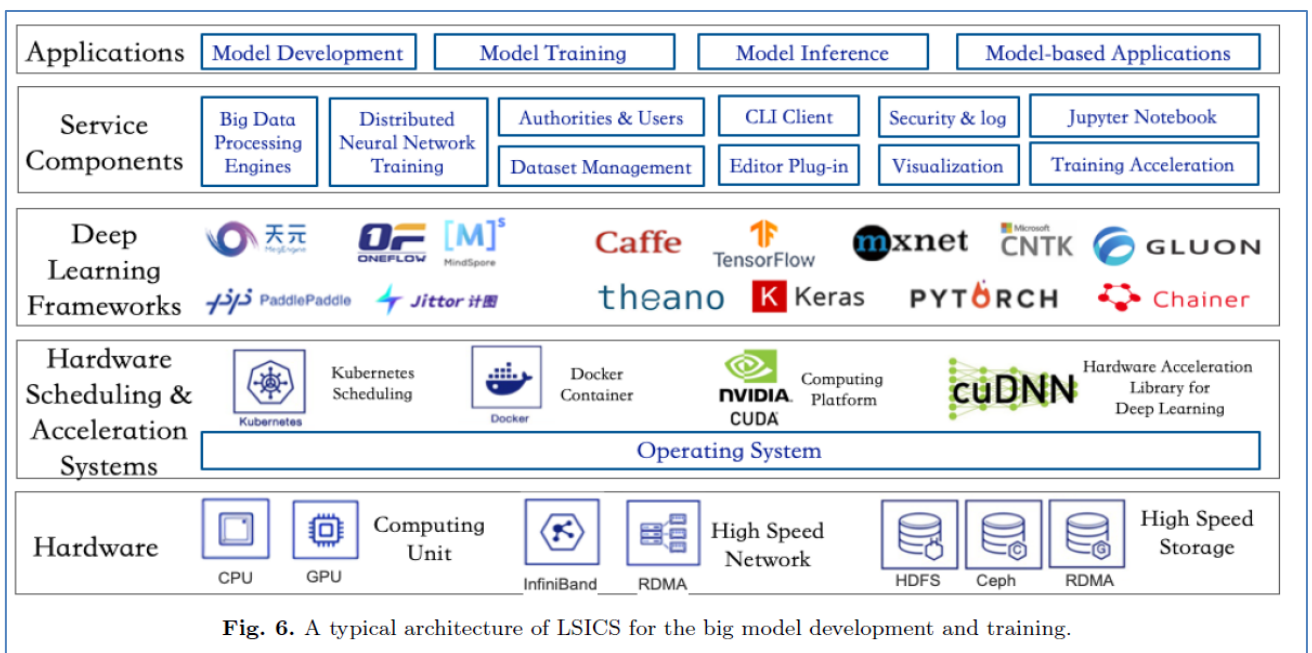 Applications
Model Development
Model Training
Model Inference
Model-based Applications
Service
Components
Big Data
Processing
Engines
Distributed
Neural Network
Training
Authorities & Users
Dataset Management
CLI Client
Editor Plug-in
Security & log
Visualization
Jupyter Notebook
Training Acceleration
Deep
Learning
Frameworks
天元
MegEngine
OF
ONEFLOW
[M]s
MindSpore
Caffe
TensorFlow
mxnet
Microsoft
CNTK
GLUON
PaddlePaddle
Jittor 计图
theano
K Keras
PYTORCH
Chainer
Hardware
Scheduling &
Acceleration
Systems
Kubernetes
Kubernetes
Scheduling
Docker
Docker
Container
NVIDIA.
CUDA
Computing
Platform
cuDNN
Hardware Acceleration
Library for
Deep Learning
Operating System
Hardware
CPU
GPU
Computing
Unit
InfiniBand
RDMA
High Speed
Network
HDFS
C
Ceph
G
RDMA
High Speed
Storage
Fig. 6. A typical architecture of LSICS for the big model development and training.